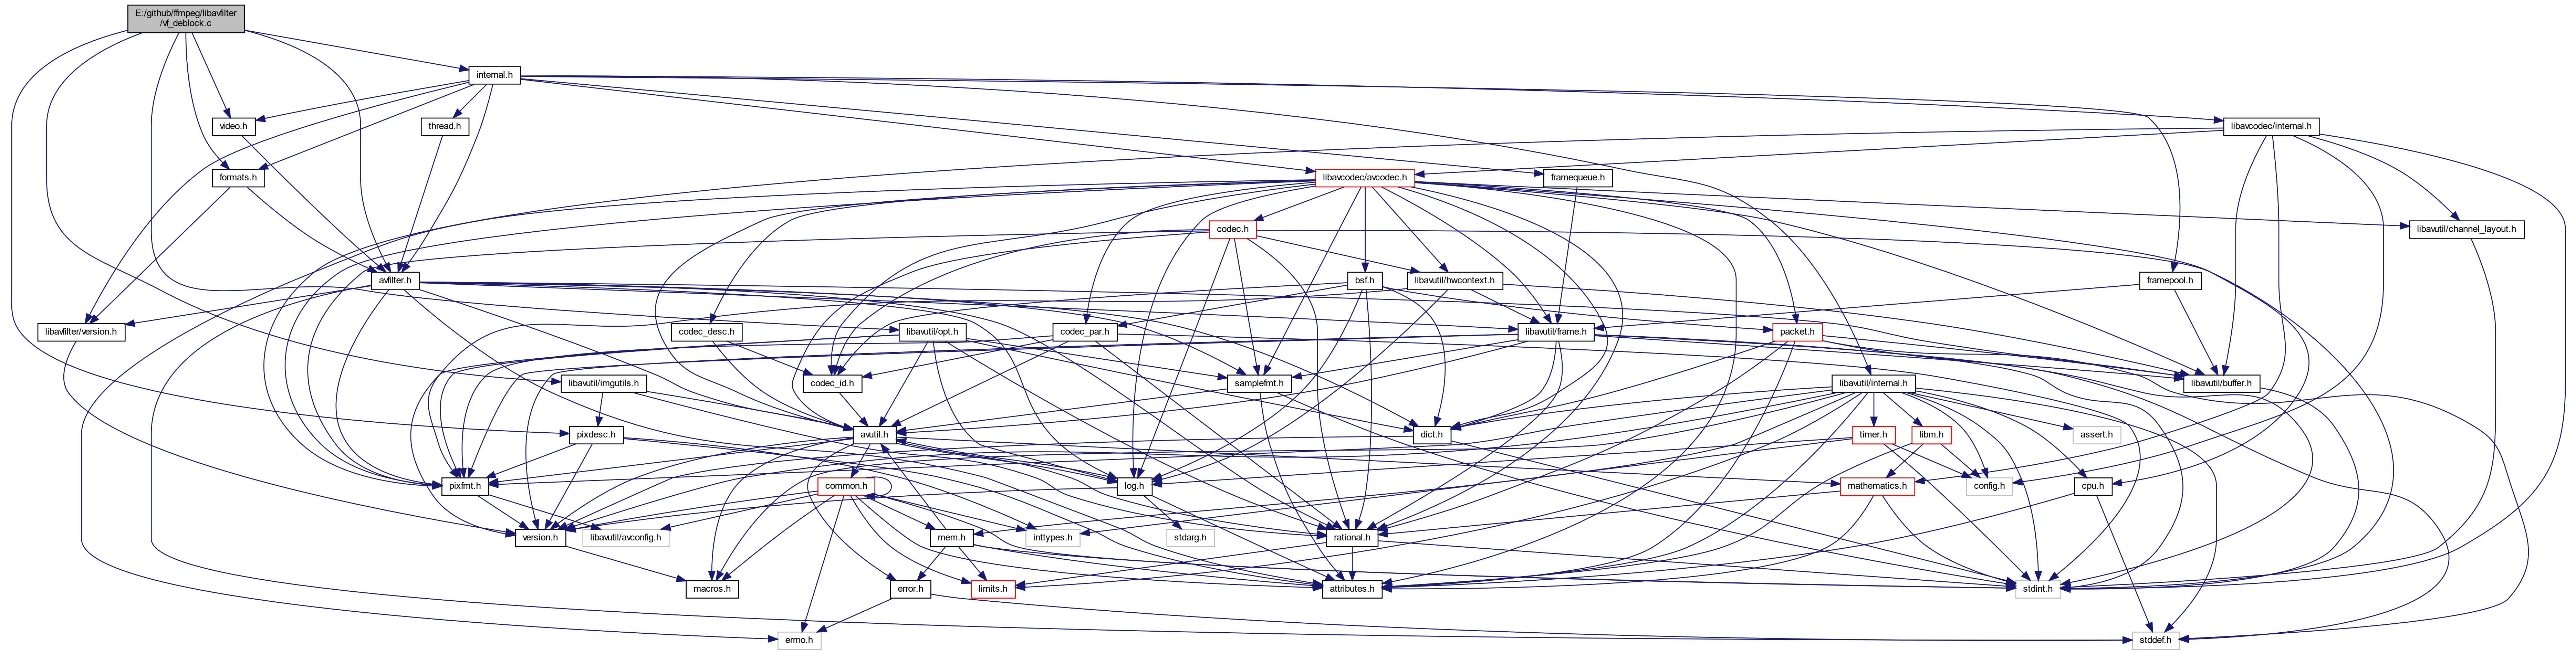 E:/github/ffmpeg/libavfilter
/vf_deblock.c
internal.h
video.h
thread.h
libavcodec/internal.h
formats.h
libavcodec/avcodec.h
framequeue.h
codec.h
libavutil/channel_layout.h
avfilter.h
bsf.h
libavutil/hwcontext.h
framepool.h
libavfilter/version.h
codec_desc.h
libavutil/opt.h
codec_par.h
libavutil/frame.h
packet.h
libavutil/imgutils.h
codec_id.h
samplefmt.h
libavutil/internal.h
libavutil/buffer.h
pixdesc.h
avutil.h
dict.h
timer.h
libm.h
assert.h
pixfmt.h
common.h
log.h
mathematics.h
config.h
cpu.h
version.h
libavutil/avconfig.h
mem.h
inttypes.h
stdarg.h
rational.h
macros.h
error.h
limits.h
attributes.h
stdint.h
errno.h
stddef.h